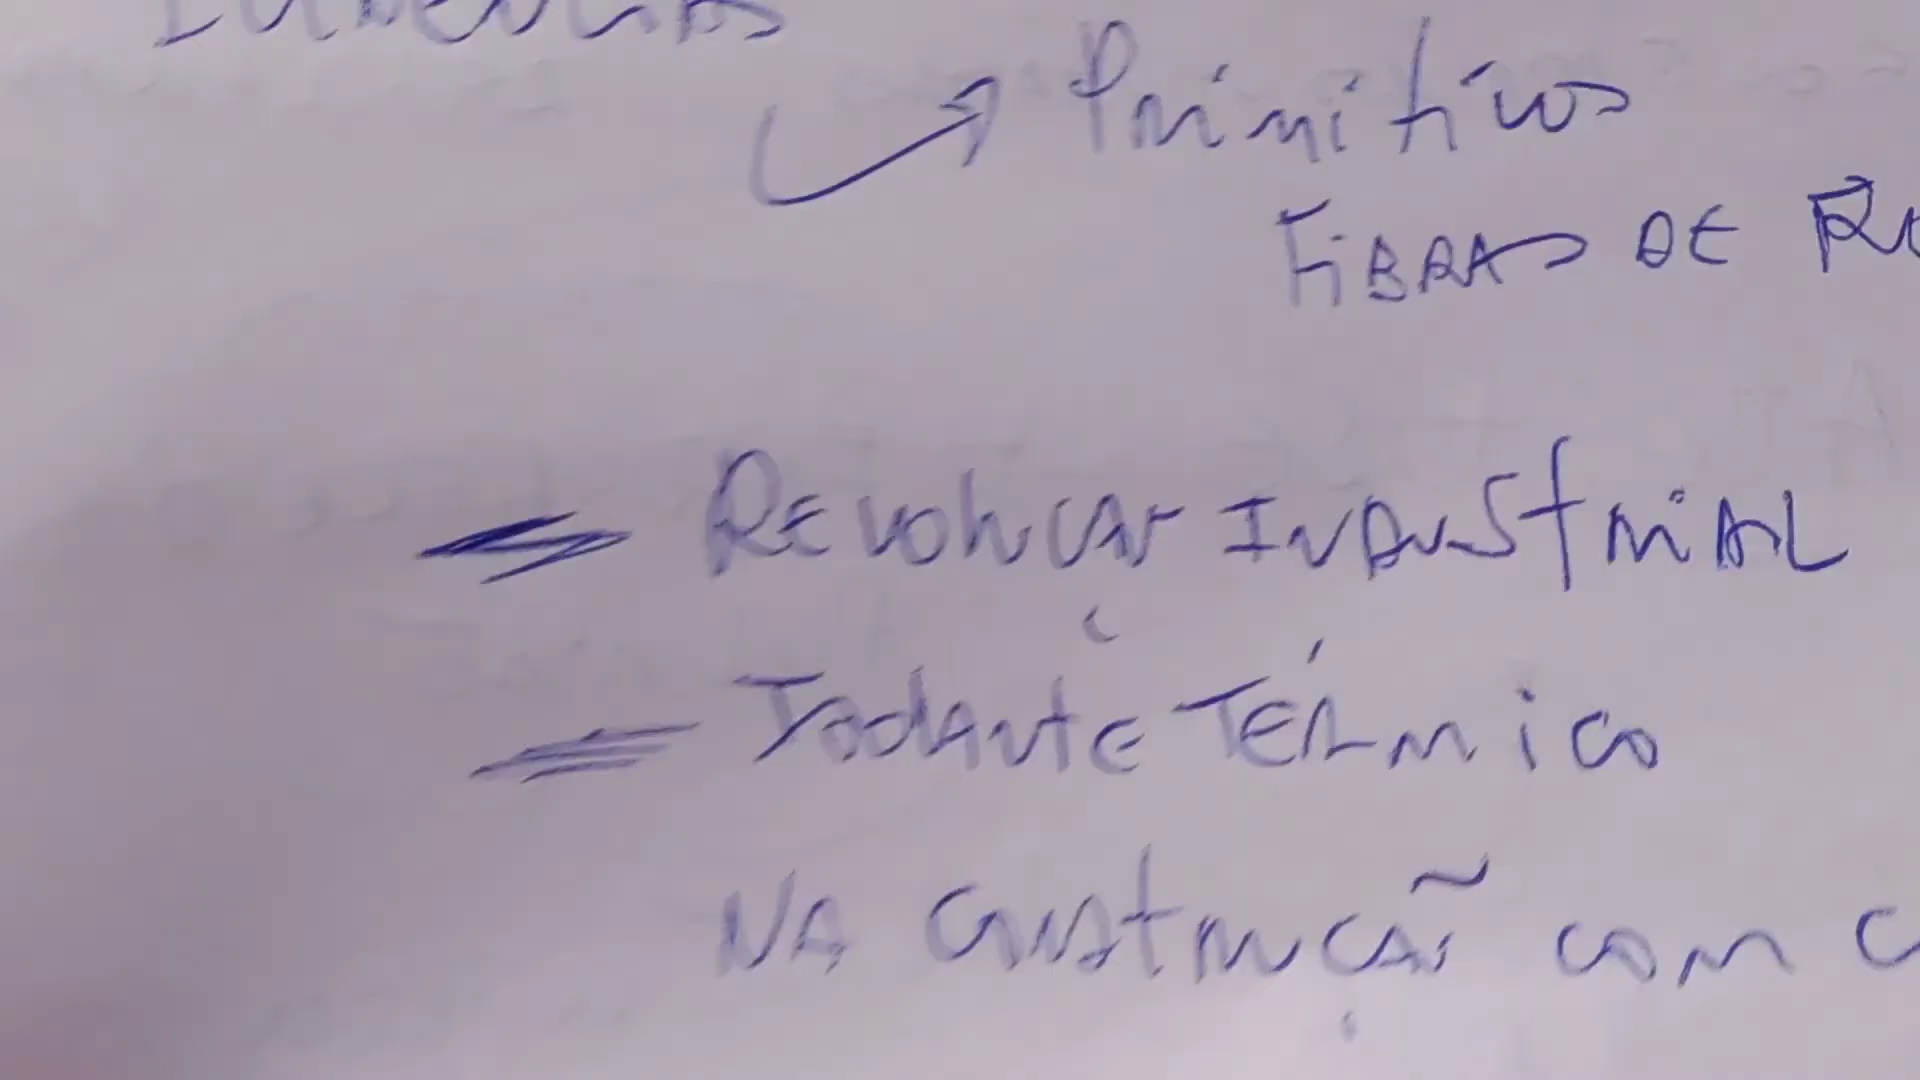 Primitivos
FIBRAS DE
REVOLUÇÃO INDUSTRIAL
ISOLANTE TÉRMICO
NA CONSTRUÇÃO COM